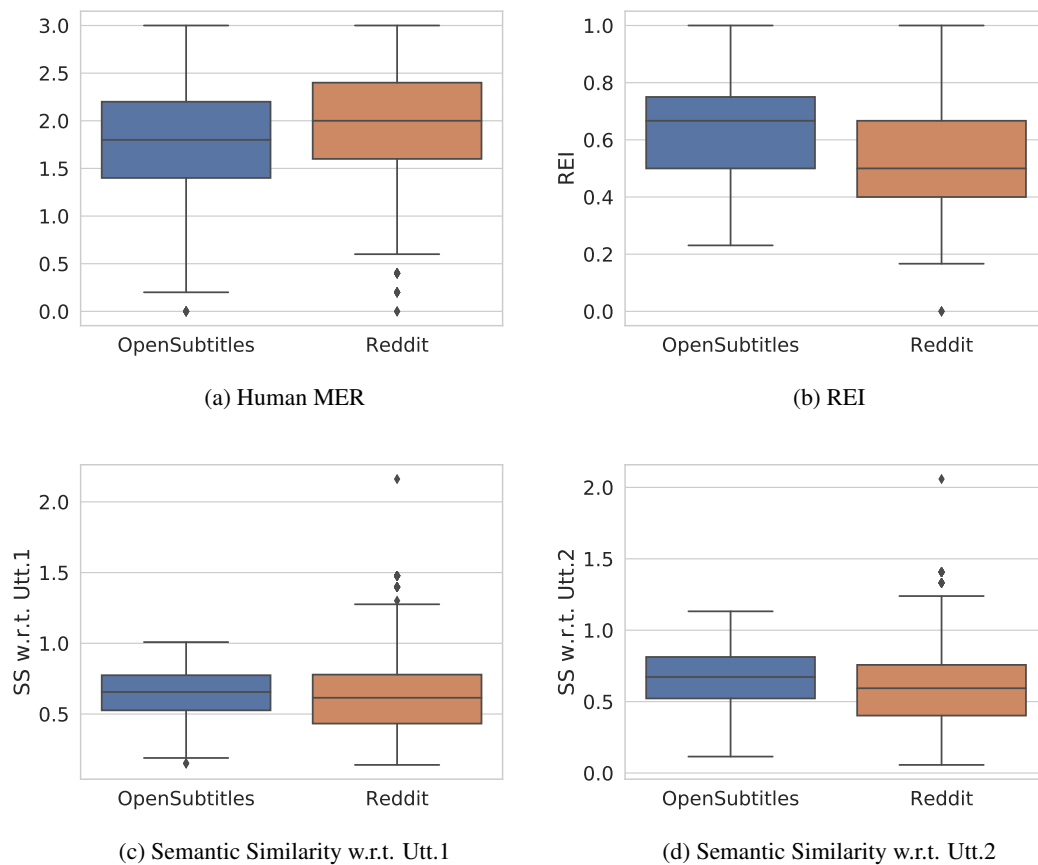 3.0
2.5
2.0
1.5
1.0
0.5
0.0
OpenSubtitles
Reddit
(a) Human MER
REI
1.0
0.8
0.6
0.4
0.2
0.0
OpenSubtitles
Reddit
(b) REI
SS w.r.t. Utt.1
2.0
1.5
1.0
0.5
OpenSubtitles
Reddit
(c) Semantic Similarity w.r.t. Utt.1
SS w.r.t. Utt.2
2.0
1.5
1.0
0.5
0.0
OpenSubtitles
Reddit
(d) Semantic Similarity w.r.t. Utt.2